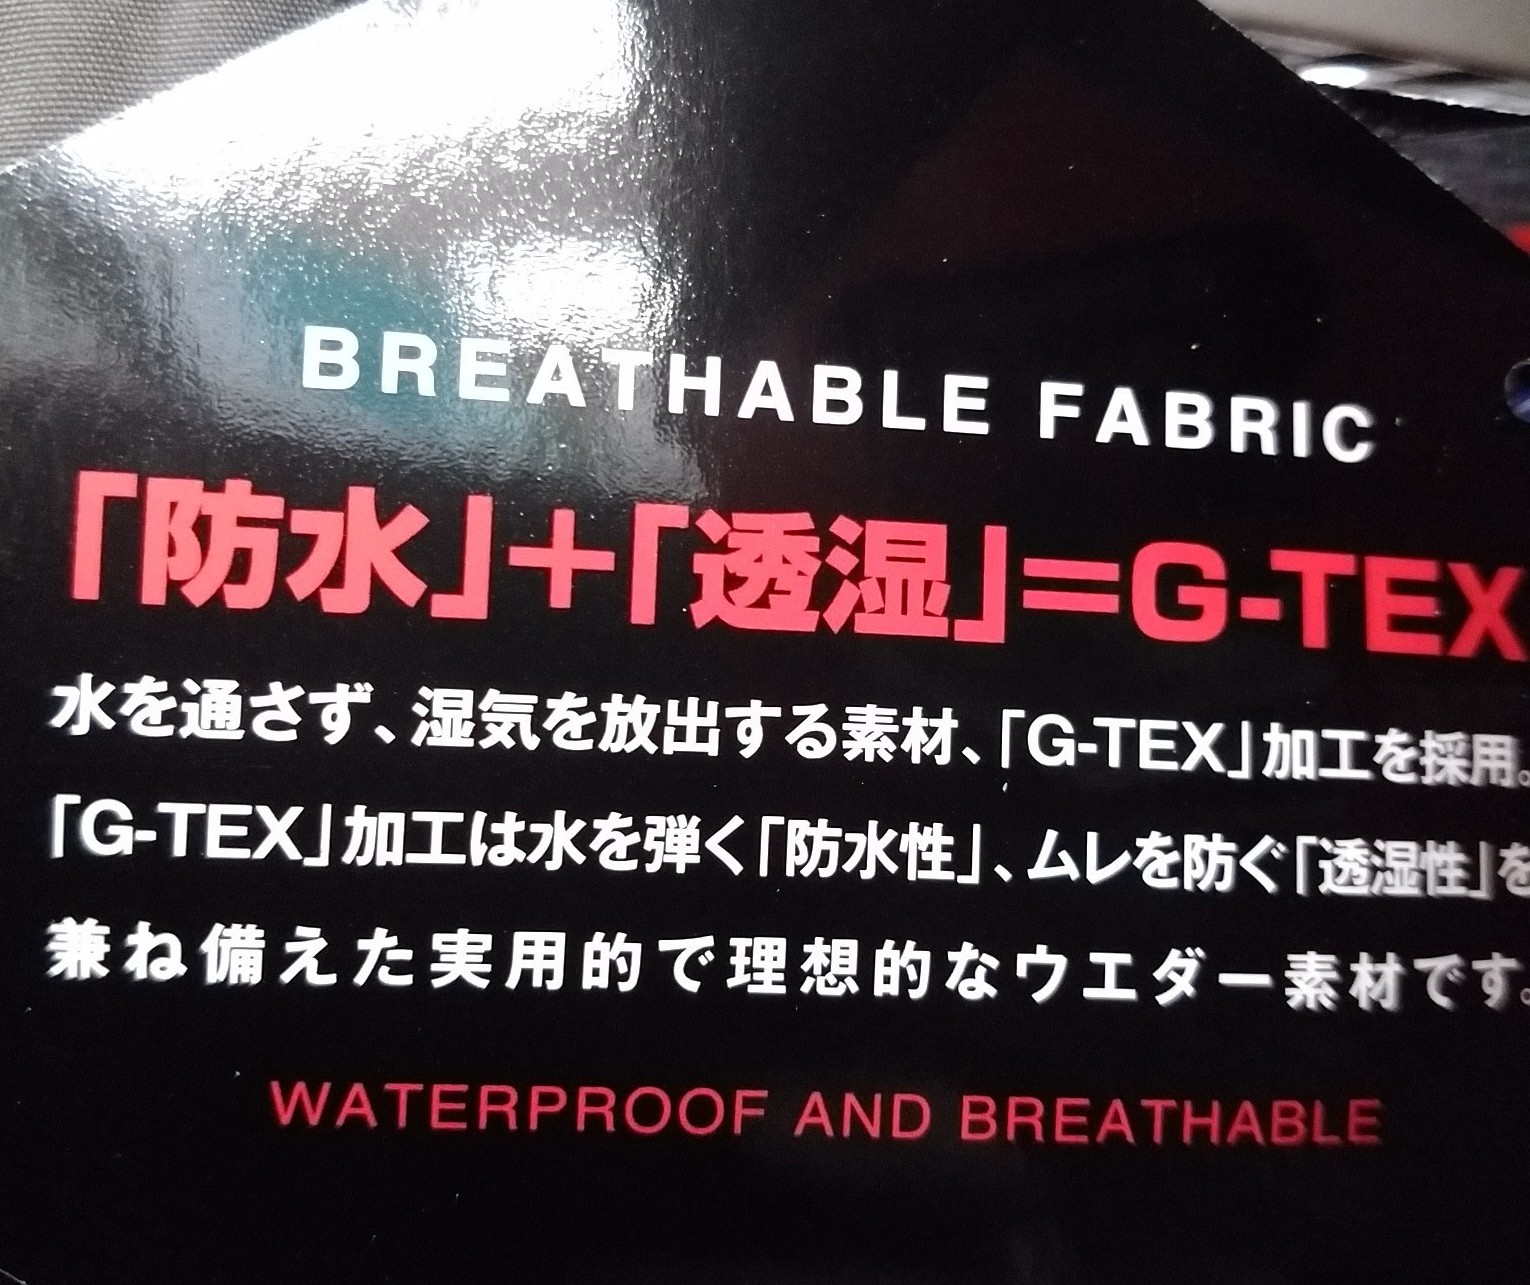 BREATHABLE FABRIC
「防水」+「透湿」=G-TEX
水を通さず、湿気を放出する素材、「G-TEX」加工を採用。
「G-TEX」加工は水を弾く「防水性」、ムレを防ぐ「透湿性」を
兼ね備えた実用的で理想的なウエダー素材です。
WATERPROOF AND BREATHABLE